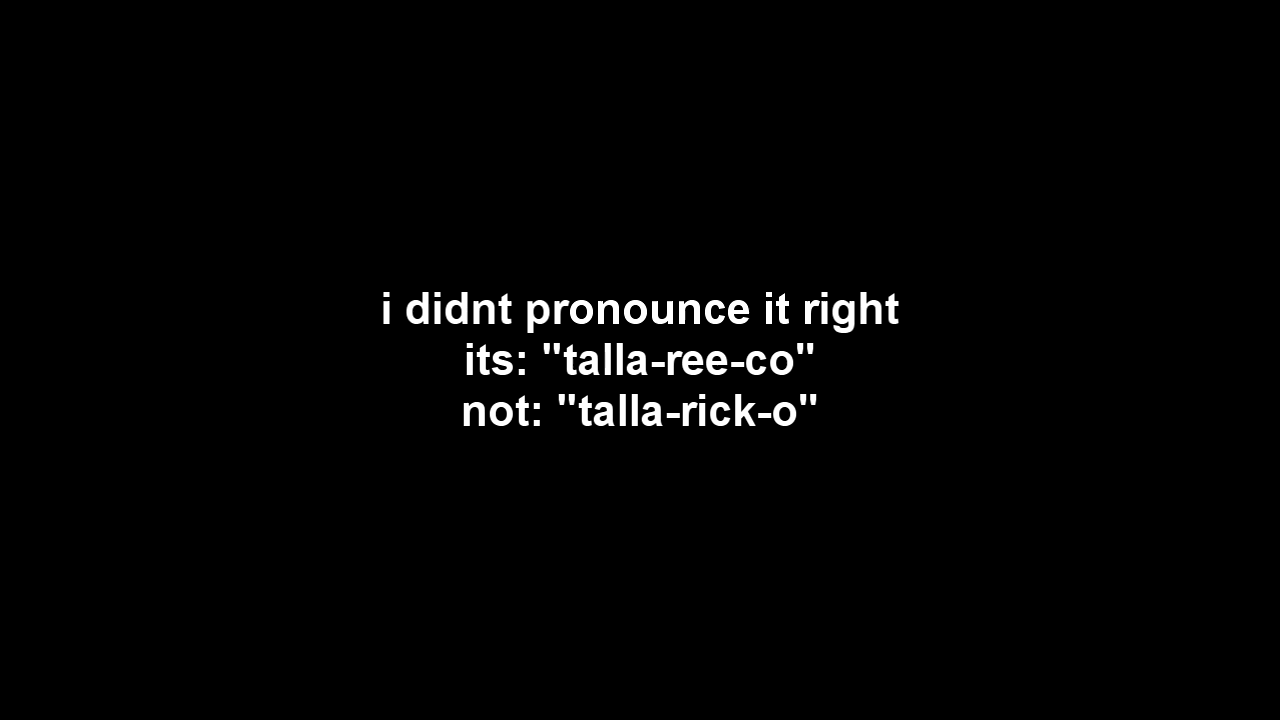 i didnt pronounce it right
its: "talla-ree-co"
not: "talla-rick-o"